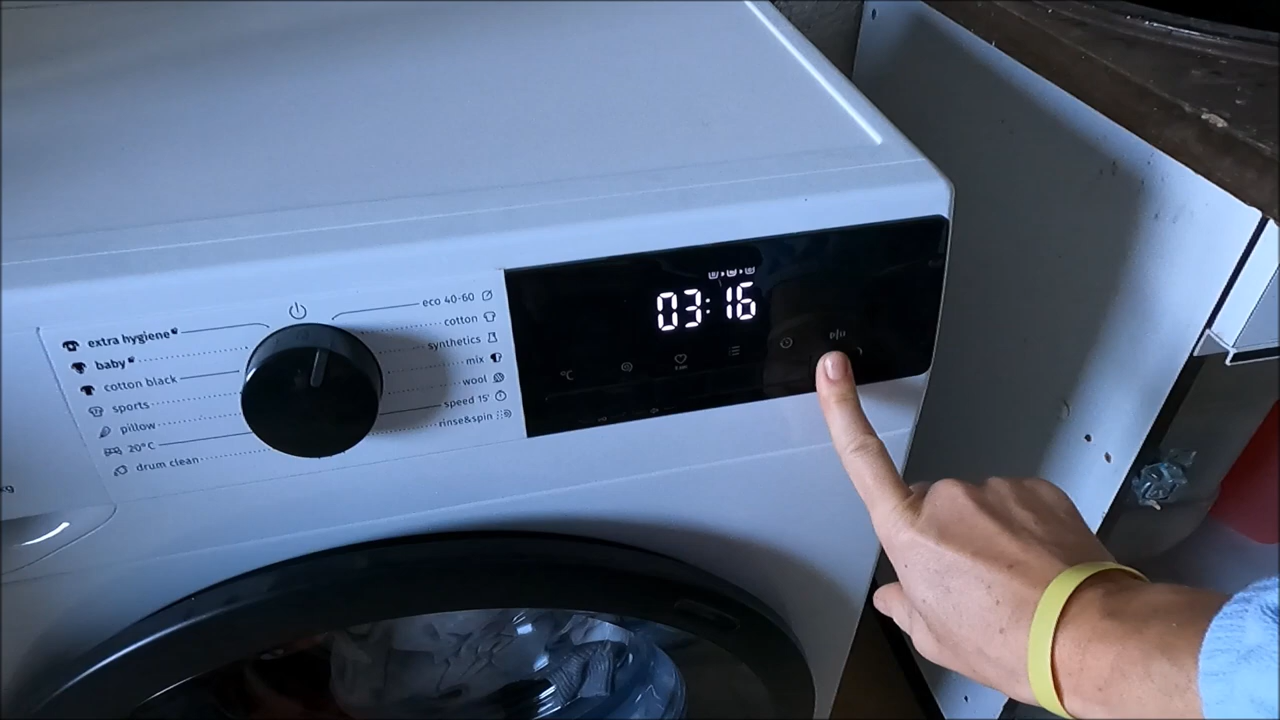 extra hygiene
baby
cotton black
sports
pillow
20°C
drum clean
eco 40-60
cotton
synthetics
mix
wool
speed 15'
rinse&spin
03:16
°C
kg